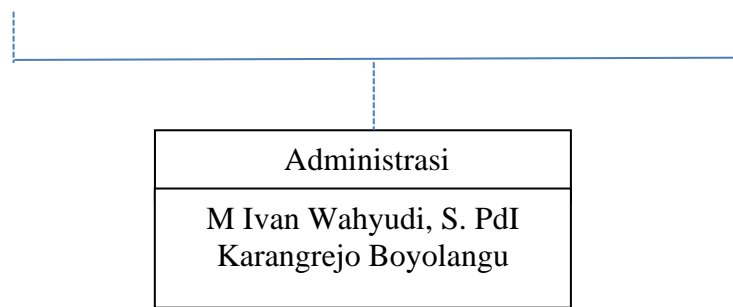 Administrasi
M Ivan Wahyudi, S. PdI
Karangrejo Boyolangu